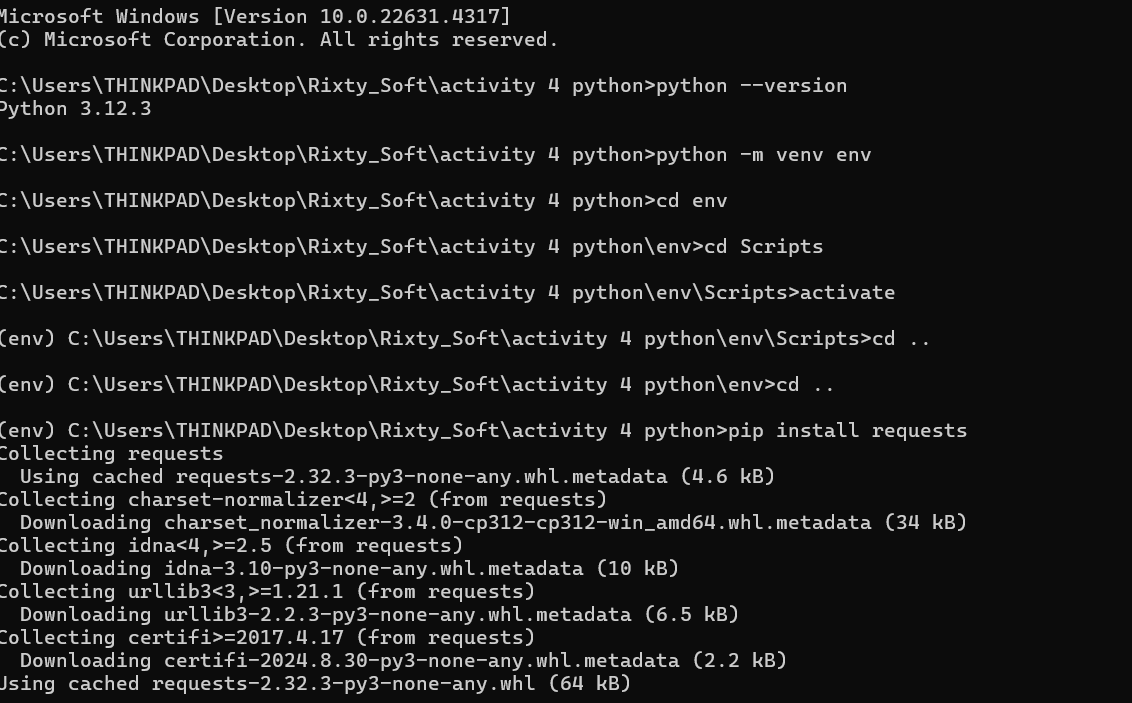 Microsoft Windows [Version 10.0.22631.4317]
(c) Microsoft Corporation. All rights reserved.
C:\Users\THINKPAD\Desktop\Rixty_Soft\activity 4 python>python --version
Python 3.12.3
C:\Users\THINKPAD\Desktop\Rixty_Soft\activity 4 python>python -m venv env
C:\Users\THINKPAD\Desktop\Rixty_Soft\activity 4 python>cd env
C:\Users\THINKPAD\Desktop\Rixty_Soft\activity 4 python\env>cd Scripts
C:\Users\THINKPAD\Desktop\Rixty_Soft\activity 4 python\env\Scripts>activate
(env) C:\Users\THINKPAD\Desktop\Rixty_Soft\activity 4 python\env\Scripts>cd ..
(env) C:\Users\THINKPAD\Desktop\Rixty_Soft\activity 4 python\env>cd ..
(env) C:\Users\THINKPAD\Desktop\Rixty_Soft\activity 4 python>pip install requests
Collecting requests
  Using cached requests-2.32.3-py3-none-any.whl.metadata (4.6 kB)
Collecting charset-normalizer<4,>=2 (from requests)
  Downloading charset_normalizer-3.4.0-cp312-cp312-win_amd64.whl.metadata (34 kB)
Collecting idna<4,>=2.5 (from requests)
  Downloading idna-3.10-py3-none-any.whl.metadata (10 kB)
Collecting urllib3<3,>=1.21.1 (from requests)
  Downloading urllib3-2.2.3-py3-none-any.whl.metadata (6.5 kB)
Collecting certifi>=2017.4.17 (from requests)
  Downloading certifi-2024.8.30-py3-none-any.whl.metadata (2.2 kB)
Using cached requests-2.32.3-py3-none-any.whl (64 kB)